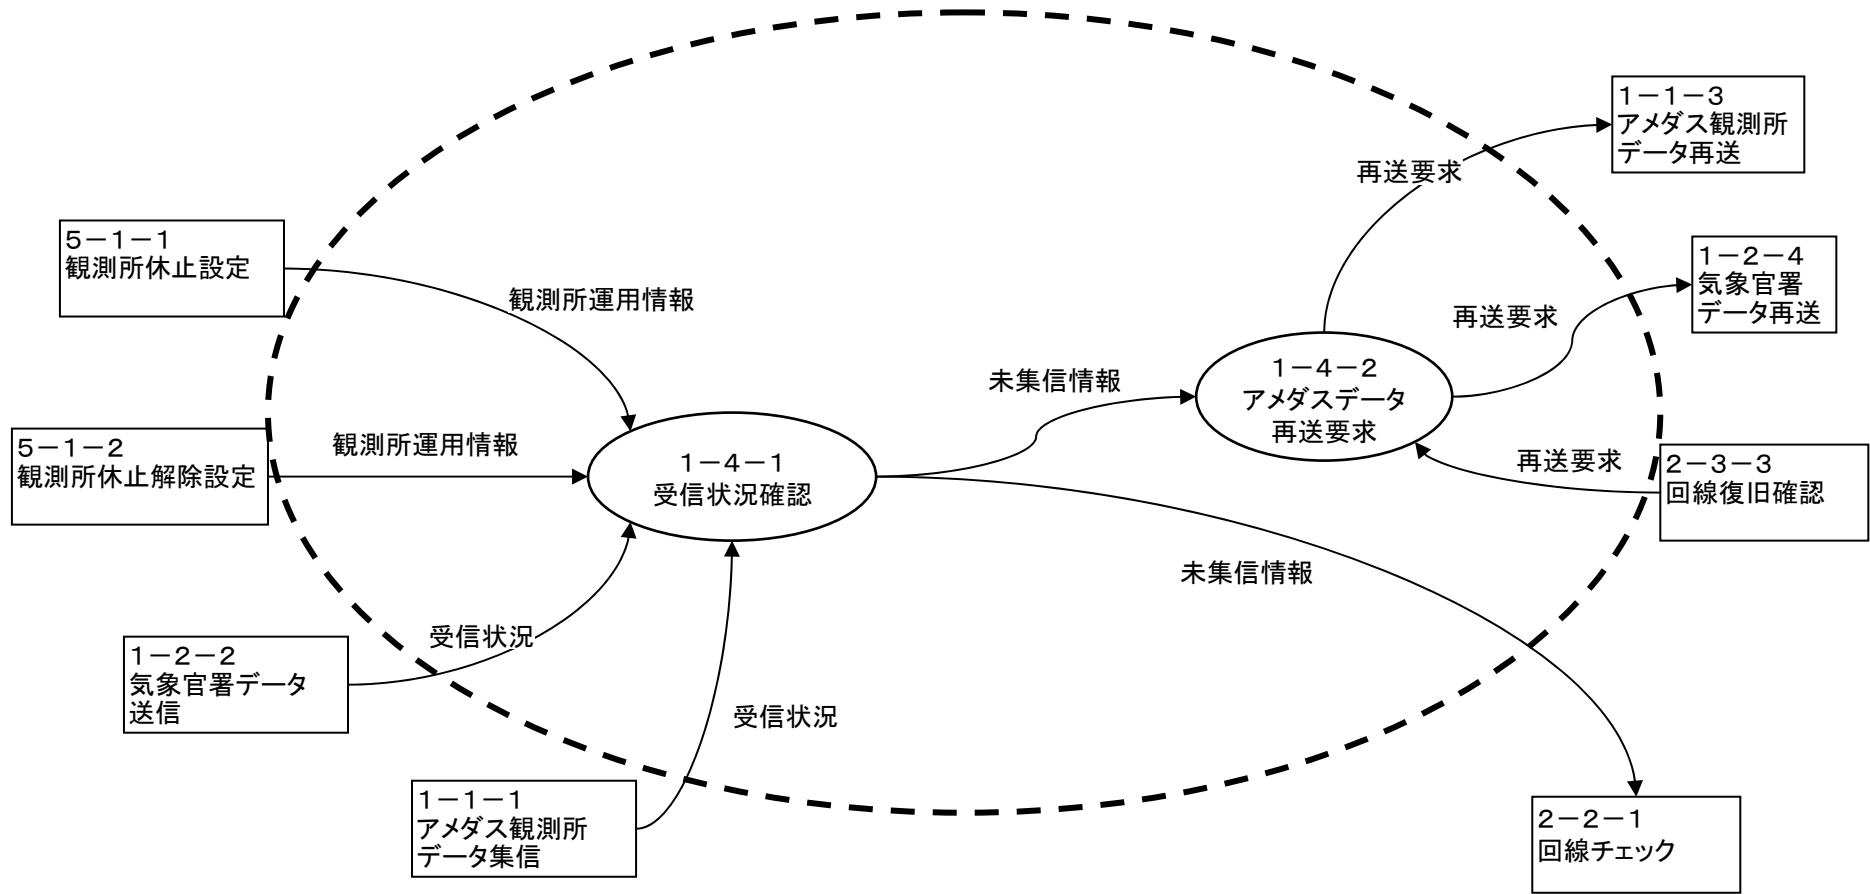 1－1－3
アメダス観測所
データ再送
再送要求
5－1－1
観測所休止設定
1－2－4
気象官署
データ再送
観測所運用情報
再送要求
1－4－2
アメダスデータ
再送要求
未集信情報
5－1－2
観測所休止解除設定
観測所運用情報
1－4－1
受信状況確認
再送要求
2－3－3
回線復旧確認
未集信情報
1－2－2
気象官署データ
送信
受信状況
受信状況
1－1－1
アメダス観測所
データ集信
2－2－1
回線チェック